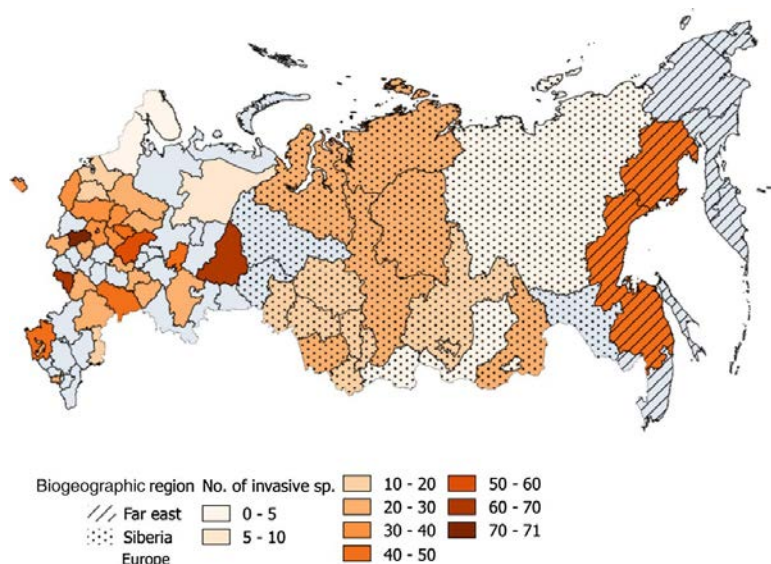 Biogeographic region No. of invasive sp.
Far east
Siberia
Europe
0 - 5
5 - 10
10 - 20
20 - 30
30 - 40
40 - 50
50 - 60
60 - 70
70 - 71